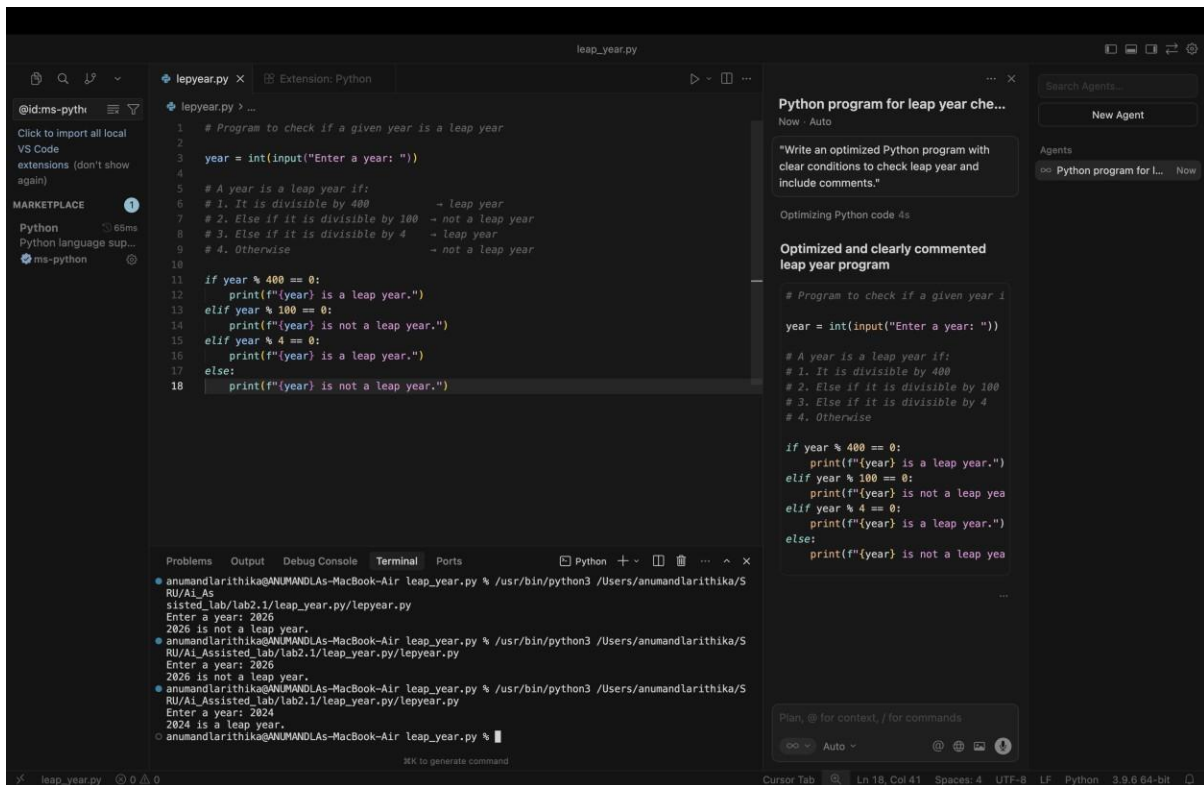 leap_year.py
@id:ms-pytho
Click to import all local
VS Code
extensions (don't show
again)
MARKETPLACE 1
Python 65ms
Python language sup...
ms-python
lepyear.py × Extension: Python
lepyear.py > ...
1 # Program to check if a given year is a leap year
2
3 year = int(input("Enter a year: "))
4
5 # A year is a leap year if:
6 # 1. It is divisible by 400 → leap year
7 # 2. Else if it is divisible by 100 → not a leap year
8 # 3. Else if it is divisible by 4 → leap year
9 # 4. Otherwise → not a leap year
10
11 if year % 400 == 0:
12 print(f"{year} is a leap year.")
13 elif year % 100 == 0:
14 print(f"{year} is not a leap year.")
15 elif year % 4 == 0:
16 print(f"{year} is a leap year.")
17 else:
18 print(f"{year} is not a leap year.")
Problems Output Debug Console Terminal Ports Python
anumandlarithika@ANUMANDLAs-MacBook-Air leap_year.py % /usr/bin/python3 /Users/anumandlarithika/S
RU/Ai_As
sisted_lab/lab2.1/leap_year.py/lepyear.py
Enter a year: 2026
2026 is not a leap year.
anumandlarithika@ANUMANDLAs-MacBook-Air leap_year.py % /usr/bin/python3 /Users/anumandlarithika/S
RU/Ai_Assisted_lab/lab2.1/leap_year.py/lepyear.py
Enter a year: 2026
2026 is not a leap year.
anumandlarithika@ANUMANDLAs-MacBook-Air leap_year.py % /usr/bin/python3 /Users/anumandlarithika/S
RU/Ai_Assisted_lab/lab2.1/leap_year.py/lepyear.py
Enter a year: 2024
2024 is a leap year.
anumandlarithika@ANUMANDLAs-MacBook-Air leap_year.py %
⌘K to generate command
Python program for leap year che...
Now · Auto
"Write an optimized Python program with
clear conditions to check leap year and
include comments."
Optimizing Python code 4s
Optimized and clearly commented
leap year program
# Program to check if a given year i
year = int(input("Enter a year: "))
# A year is a leap year if:
# 1. It is divisible by 400
# 2. Else if it is divisible by 100
# 3. Else if it is divisible by 4
# 4. Otherwise
if year % 400 == 0:
print(f"{year} is a leap year.")
elif year % 100 == 0:
print(f"{year} is not a leap yea
elif year % 4 == 0:
print(f"{year} is a leap year.")
else:
print(f"{year} is not a leap yea
Plan, @ for context, / for commands
∞ Auto
Search Agents...
New Agent
Agents
Python program for l... Now
leap_year.py 0 0
Cursor Tab Ln 18, Col 41 Spaces: 4 UTF-8 LF Python 3.9.6 64-bit